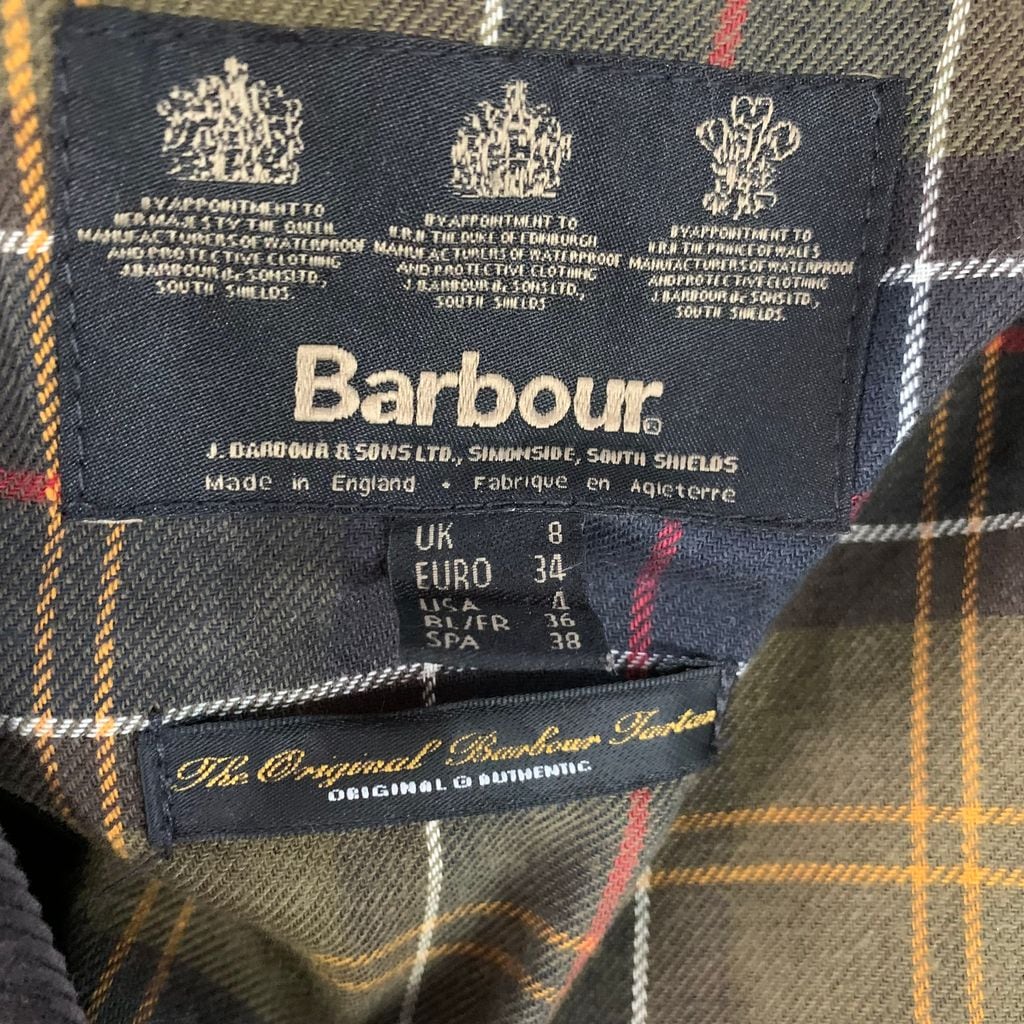 BY APPOINTMENT TO
HER MAJESTY THE QUEEN
MANUFACTURERS OF WATERPROOF
AND PROTECTIVE CLOTHING
J.BARBOUR & SONS LTD,
SOUTH SHIELDS.
BY APPOINTMENT TO
H.R.H THE DUKE OF EDINBURGH
MANUFACTURERS OF WATERPROOF
AND PROTECTIVE CLOTHING
J.BARBOUR & SONS LTD.,
SOUTH SHIELDS
BY APPOINTMENT TO
H.R.H THE PRINCE OF WALES
MANUFACTURERS OF WATERPROOF
AND PROTECTIVE CLOTHING
J.BARBOUR & SONS LTD.,
SOUTH SHIELDS.
Barbour®
J. BARBOUR & SONS LTD., SIMONSIDE, SOUTH SHIELDS
Made in England • Fabrique en Agleterre
UK 8
EURO 34
USA 4
BL/FR 36
SPA 38
The Original Barbour Tartan
ORIGINAL & AUTHENTIC